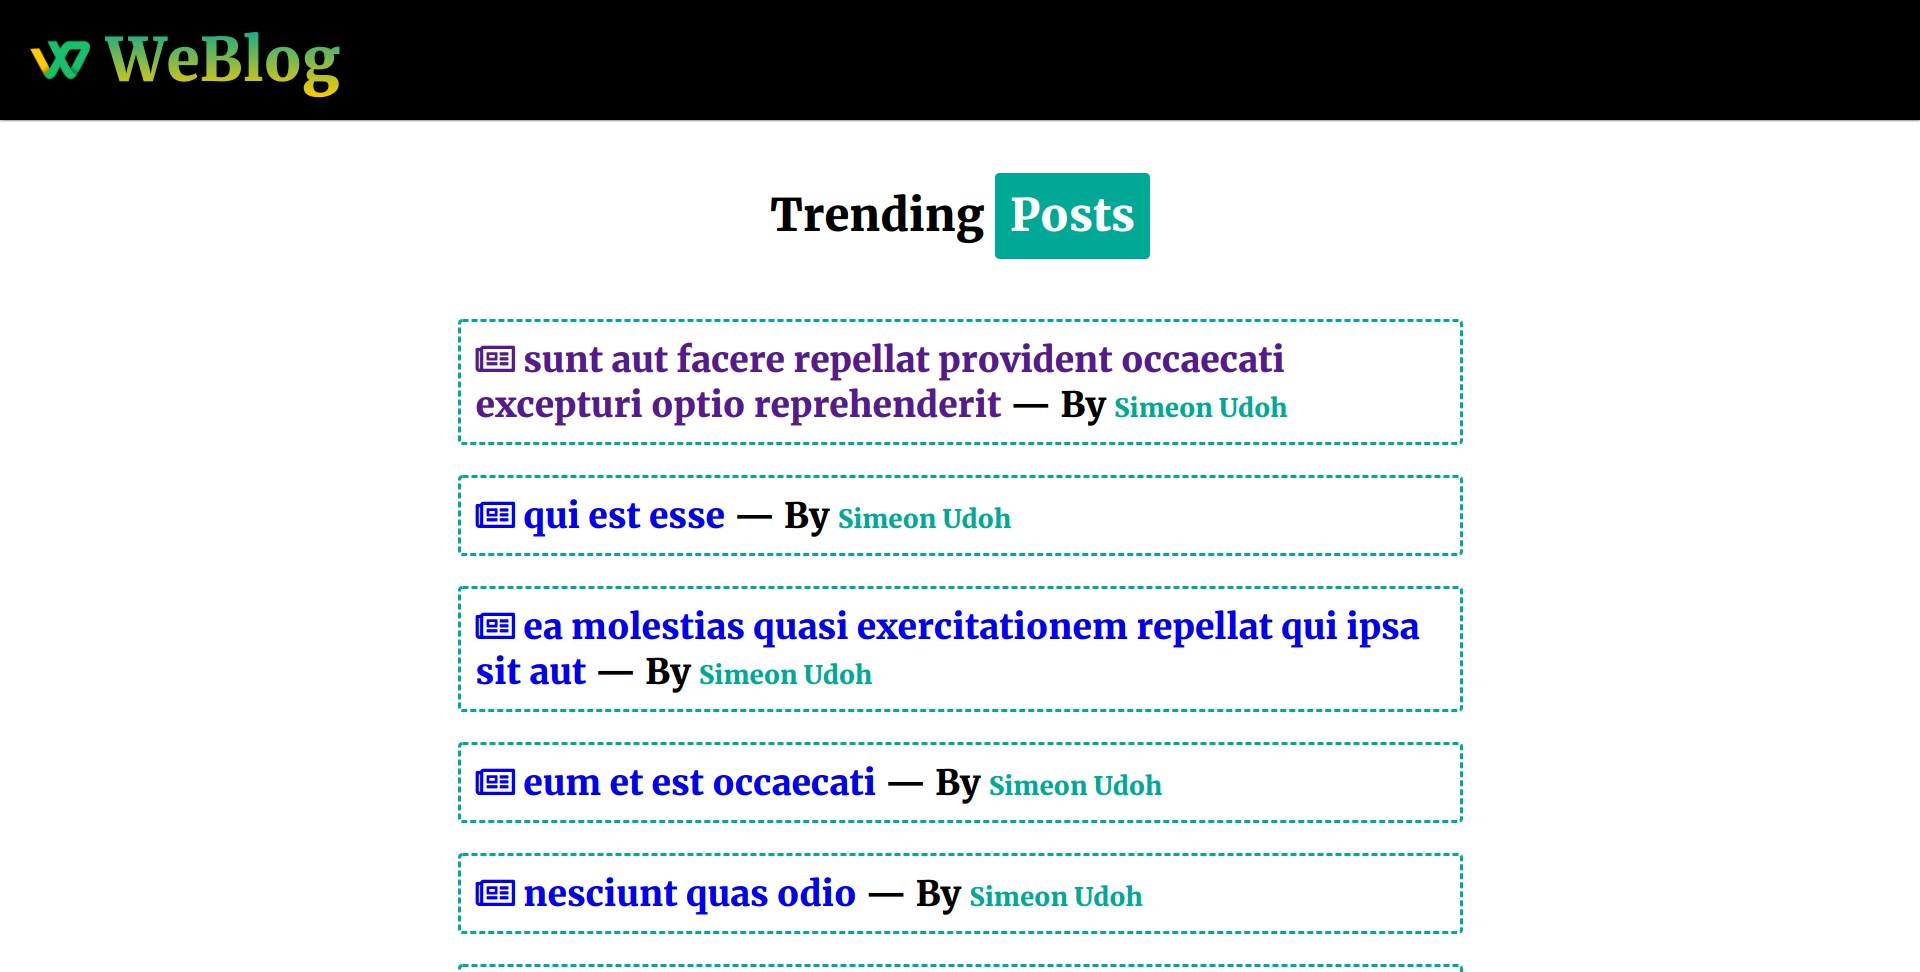 WeBlog
Trending Posts
sunt aut facere repellat provident occaecati
excepturi optio reprehenderit — By Simeon Udoh
qui est esse — By Simeon Udoh
ea molestias quasi exercitationem repellat qui ipsa
sit aut — By Simeon Udoh
eum et est occaecati — By Simeon Udoh
nesciunt quas odio — By Simeon Udoh